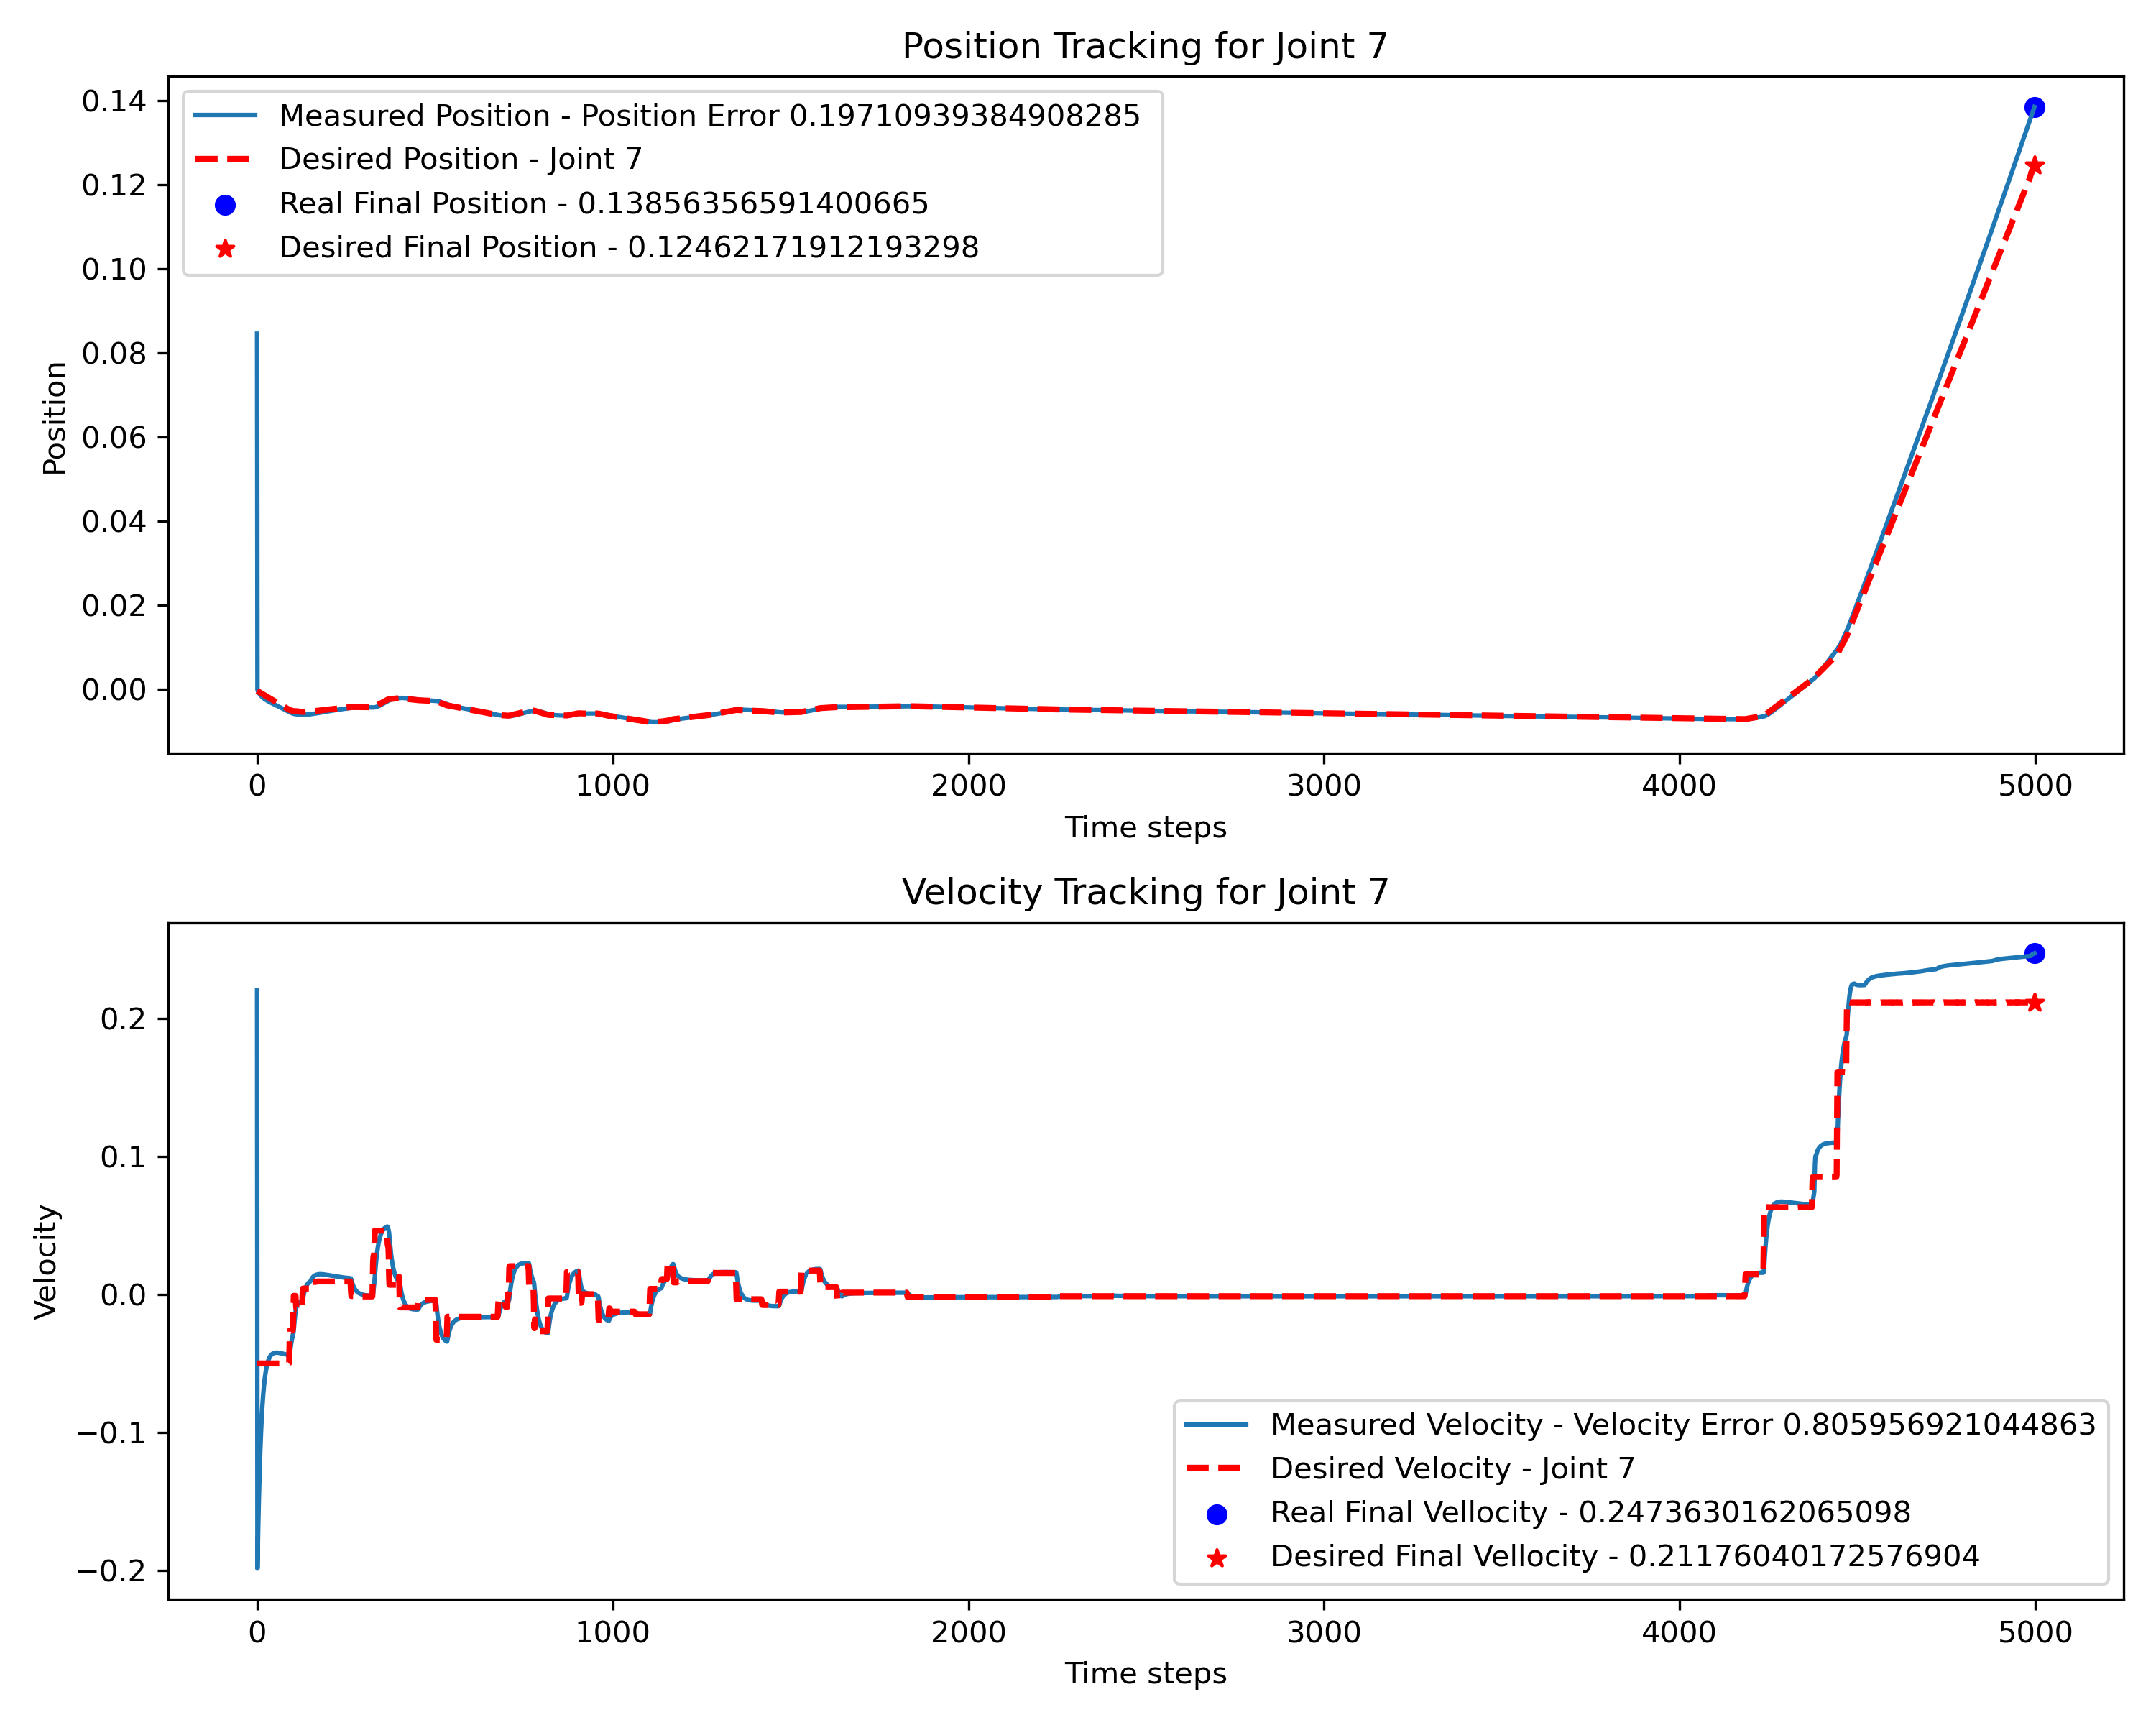 Position Tracking for Joint 7
0.14
0.12
0.10
0.08
0.06
0.04
0.02
0.00
Position
Measured Position - Position Error 0.19710939384908285
Desired Position - Joint 7
Real Final Position - 0.13856356591400665
Desired Final Position - 0.12462171912193298
0 1000 2000 3000 4000 5000
Time steps
Velocity Tracking for Joint 7
0.2
0.1
0.0
−0.1
−0.2
Velocity
Measured Velocity - Velocity Error 0.805956921044863
Desired Velocity - Joint 7
Real Final Vellocity - 0.2473630162065098
Desired Final Vellocity - 0.21176040172576904
0 1000 2000 3000 4000 5000
Time steps